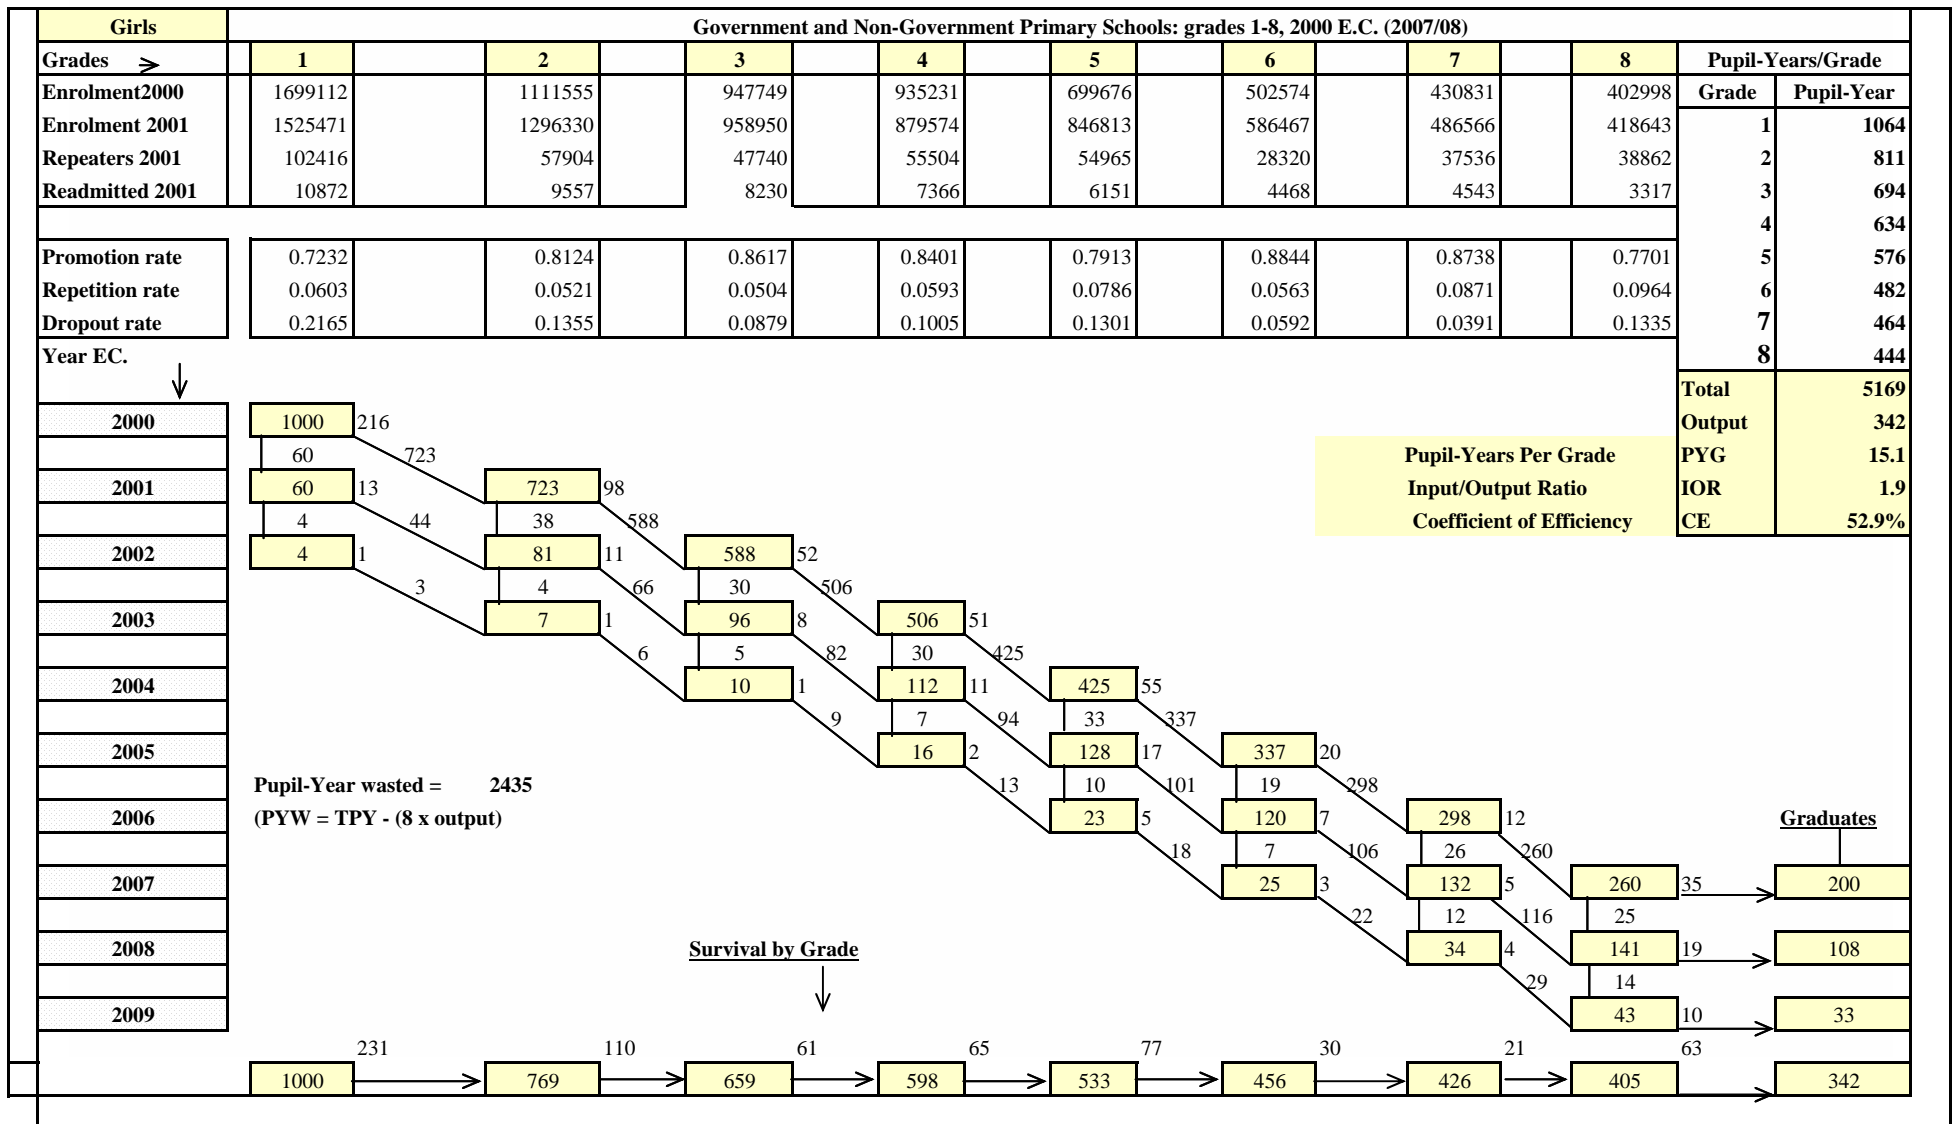 Girls Government and Non-Government Primary Schools: grades 1-8, 2000 E.C. (2007/08)
Grades 1 2 3 4 5 6 7 8 Pupil-Years/Grade
Enrolment2000 1699112 1111555 947749 935231 699676 502574 430831 402998 Grade Pupil-Year
Enrolment 2001 1525471 1296330 958950 879574 846813 586467 486566 418643 1 1064
Repeaters 2001 102416 57904 47740 55504 54965 28320 37536 38862 2 811
Readmitted 2001 10872 9557 8230 7366 6151 4468 4543 3317 3 694
4 634
Promotion rate 0.7232 0.8124 0.8617 0.8401 0.7913 0.8844 0.8738 0.7701 5 576
Repetition rate 0.0603 0.0521 0.0504 0.0593 0.0786 0.0563 0.0871 0.0964 6 482
Dropout rate 0.2165 0.1355 0.0879 0.1005 0.1301 0.0592 0.0391 0.1335 7 464
Year EC. 8 444
Total 5169
2000 1000 216 Output 342
60 723 Pupil-Years Per Grade PYG 15.1
2001 60 13 723 98 Input/Output Ratio IOR 1.9
4 44 38 588 Coefficient of Efficiency CE 52.9%
2002 4 1 81 11 588 52
3 4 66 30 506
2003 7 1 96 8 506 51
6 5 82 30 425
2004 10 1 112 11 425 55
9 7 94 33 337
2005 16 2 128 17 337 20
Pupil-Year wasted = 2435 13 10 101 19 298
2006 (PYW = TPY - (8 x output) 23 5 120 7 298 12 Graduates
18 7 106 26 260
2007 25 3 132 5 260 35 200
22 12 116 25
2008 Survival by Grade 34 4 141 19 108
29 14
2009 43 10 33
231 110 61 65 77 30 21 63
1000 769 659 598 533 456 426 405 342